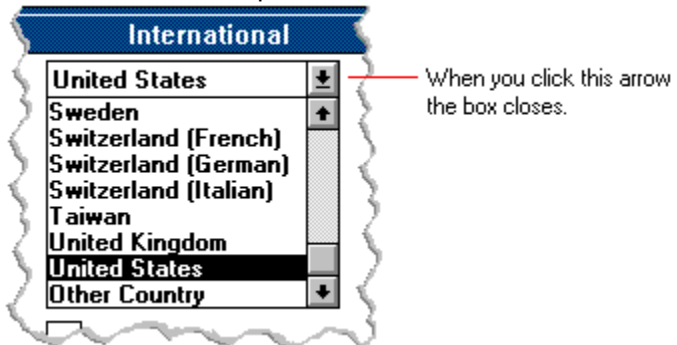 International
United States
When you click this arrow
the box closes.
Sweden
Switzerland (French)
Switzerland (German)
Switzerland (Italian)
Taiwan
United Kingdom
United States
Other Country